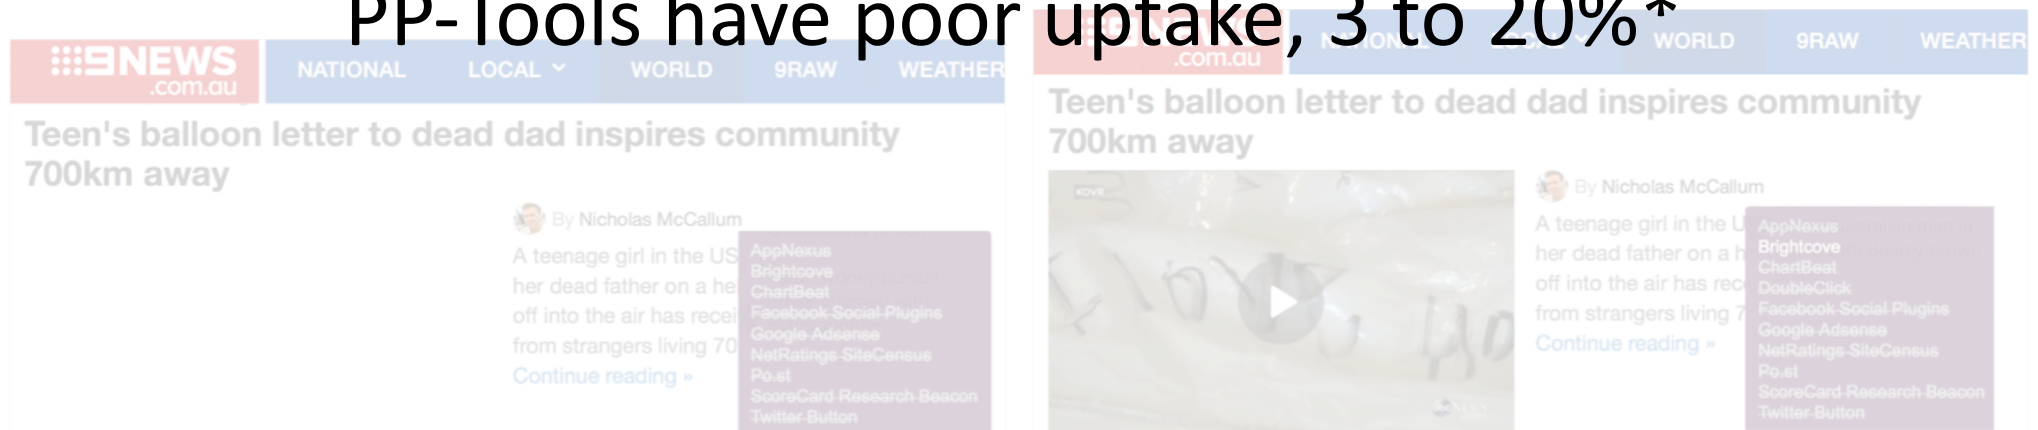 PP-Tools have poor uptake, 3 to 20%*
9NEWS
.com.au
NATIONAL LOCAL WORLD 9RAW WEATHER
Teen's balloon letter to dead dad inspires community
700km away
By Nicholas McCallum
A teenage girl in the US
her dead father on a he
off into the air has recei
from strangers living 70
Continue reading »
AppNexus
Brightcove
ChartBeat
Facebook Social Plugins
Google Adsense
NetRatings SiteCensus
Po.st
ScoreCard Research Beacon
Twitter Button
.com.au
NATIONAL LOCAL WORLD 9RAW WEATHER
Teen's balloon letter to dead dad inspires community
700km away
KOVR
abc NEWS
By Nicholas McCallum
A teenage girl in the U
her dead father on a h
off into the air has rec
from strangers living 7
Continue reading »
AppNexus
Brightcove
ChartBeat
DoubleClick
Facebook Social Plugins
Google Adsense
NetRatings SiteCensus
Po.st
ScoreCard Research Beacon
Twitter Button